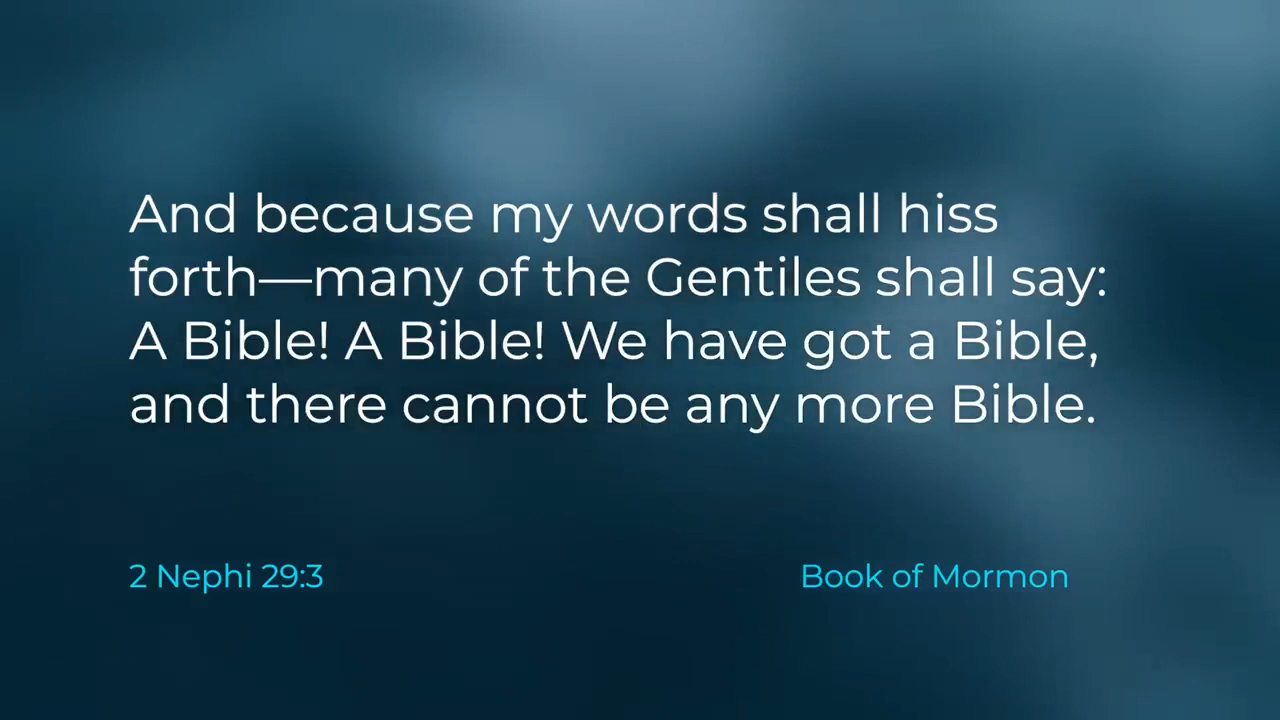 And because my words shall hiss
forth—many of the Gentiles shall say:
A Bible! A Bible! We have got a Bible,
and there cannot be any more Bible.
2 Nephi 29:3
Book of Mormon